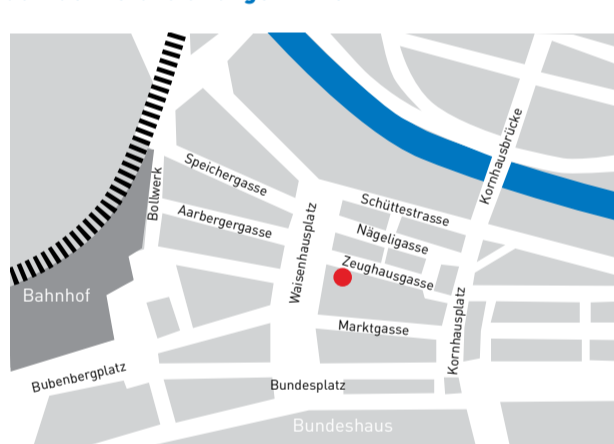 Kornhausbrücke
Speichergasse
Bollwerk
Schüttestrasse
Aarbergergasse
Nägeligasse
Waisenhausplatz
Zeughausgasse
Bahnhof
Kornhausplatz
Marktgasse
Bubenbergplatz
Bundesplatz
Bundeshaus